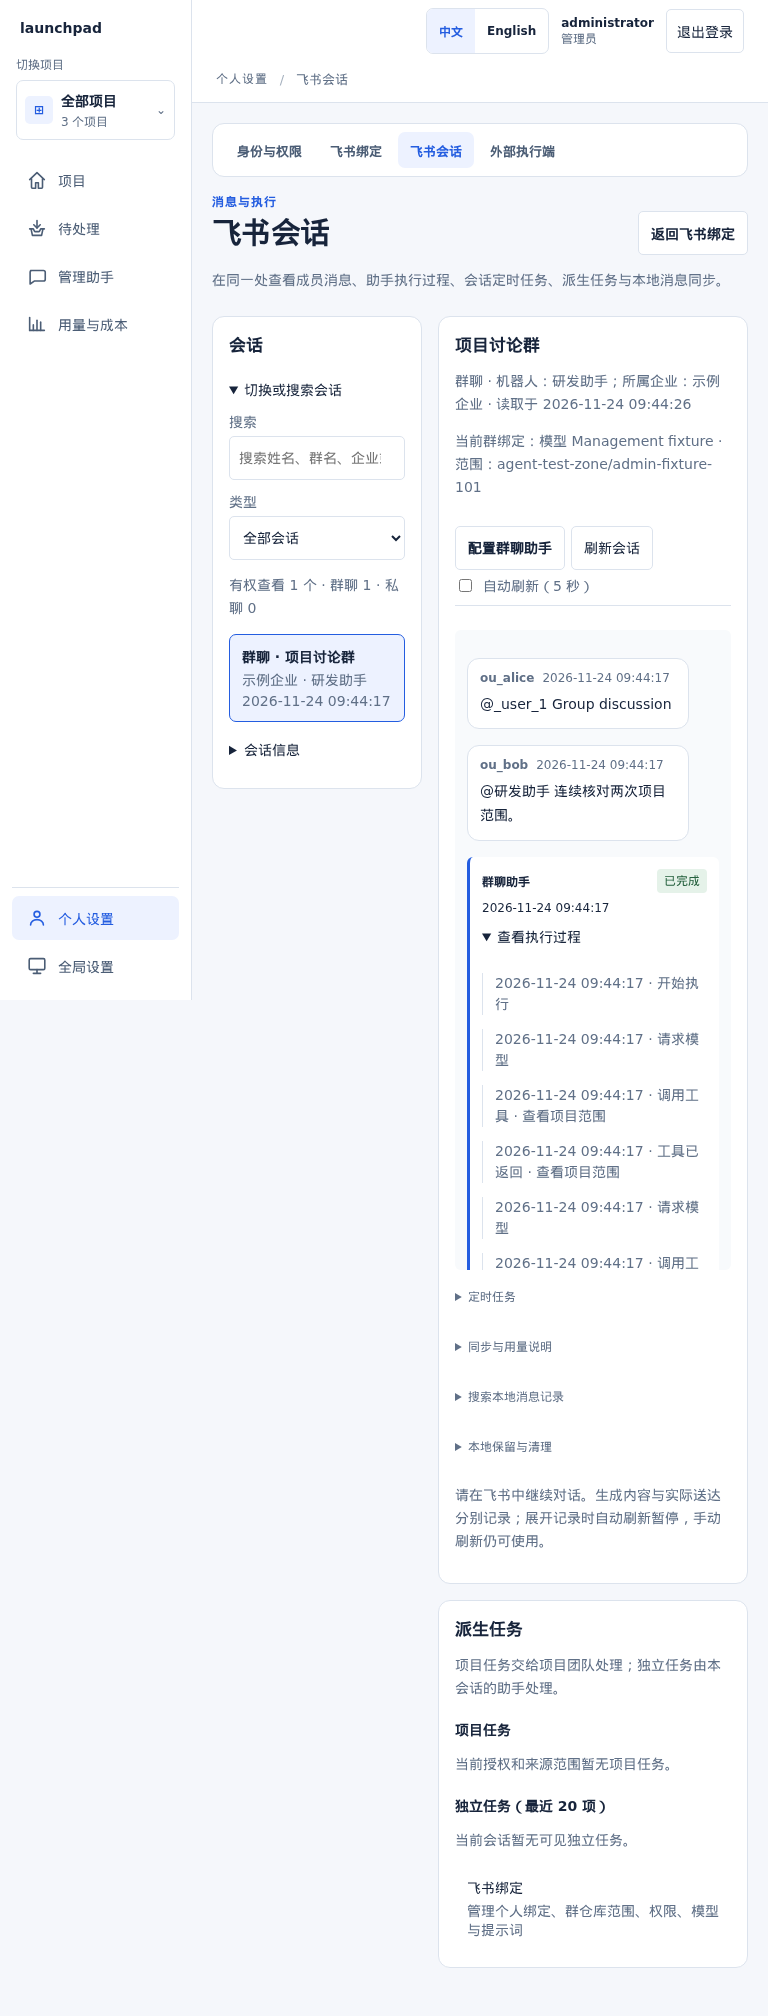 launchpad
切换项目
全部项目
3 个项目
项目
待处理
管理助手
用量与成本
个人设置
全局设置
中文
English
administrator
管理员
退出登录
个人设置 / 飞书会话
身份与权限
飞书绑定
飞书会话
外部执行端
消息与执行
飞书会话
返回飞书绑定
在同一处查看成员消息、助手执行过程、会话定时任务、派生任务与本地消息同步。
会话
切换或搜索会话
搜索
搜索姓名、群名、企业
类型
全部会话
有权查看 1 个 · 群聊 1 · 私
聊 0
群聊 · 项目讨论群
示例企业 · 研发助手
2026-11-24 09:44:17
会话信息
项目讨论群
群聊 · 机器人：研发助手；所属企业：示例
企业 · 读取于 2026-11-24 09:44:26
当前群绑定：模型 Management fixture ·
范围：agent-test-zone/admin-fixture-
101
配置群聊助手
刷新会话
自动刷新（5 秒）
ou_alice 2026-11-24 09:44:17
@_user_1 Group discussion
ou_bob 2026-11-24 09:44:17
@研发助手 连续核对两次项目
范围。
群聊助手
已完成
2026-11-24 09:44:17
查看执行过程
2026-11-24 09:44:17 · 开始执
行
2026-11-24 09:44:17 · 请求模
型
2026-11-24 09:44:17 · 调用工
具 · 查看项目范围
2026-11-24 09:44:17 · 工具已
返回 · 查看项目范围
2026-11-24 09:44:17 · 请求模
型
2026-11-24 09:44:17 · 调用工
定时任务
同步与用量说明
搜索本地消息记录
本地保留与清理
请在飞书中继续对话。生成内容与实际送达
分别记录；展开记录时自动刷新暂停，手动
刷新仍可使用。
派生任务
项目任务交给项目团队处理；独立任务由本
会话的助手处理。
项目任务
当前授权和来源范围暂无项目任务。
独立任务（最近 20 项）
当前会话暂无可见独立任务。
飞书绑定
管理个人绑定、群仓库范围、权限、模型
与提示词